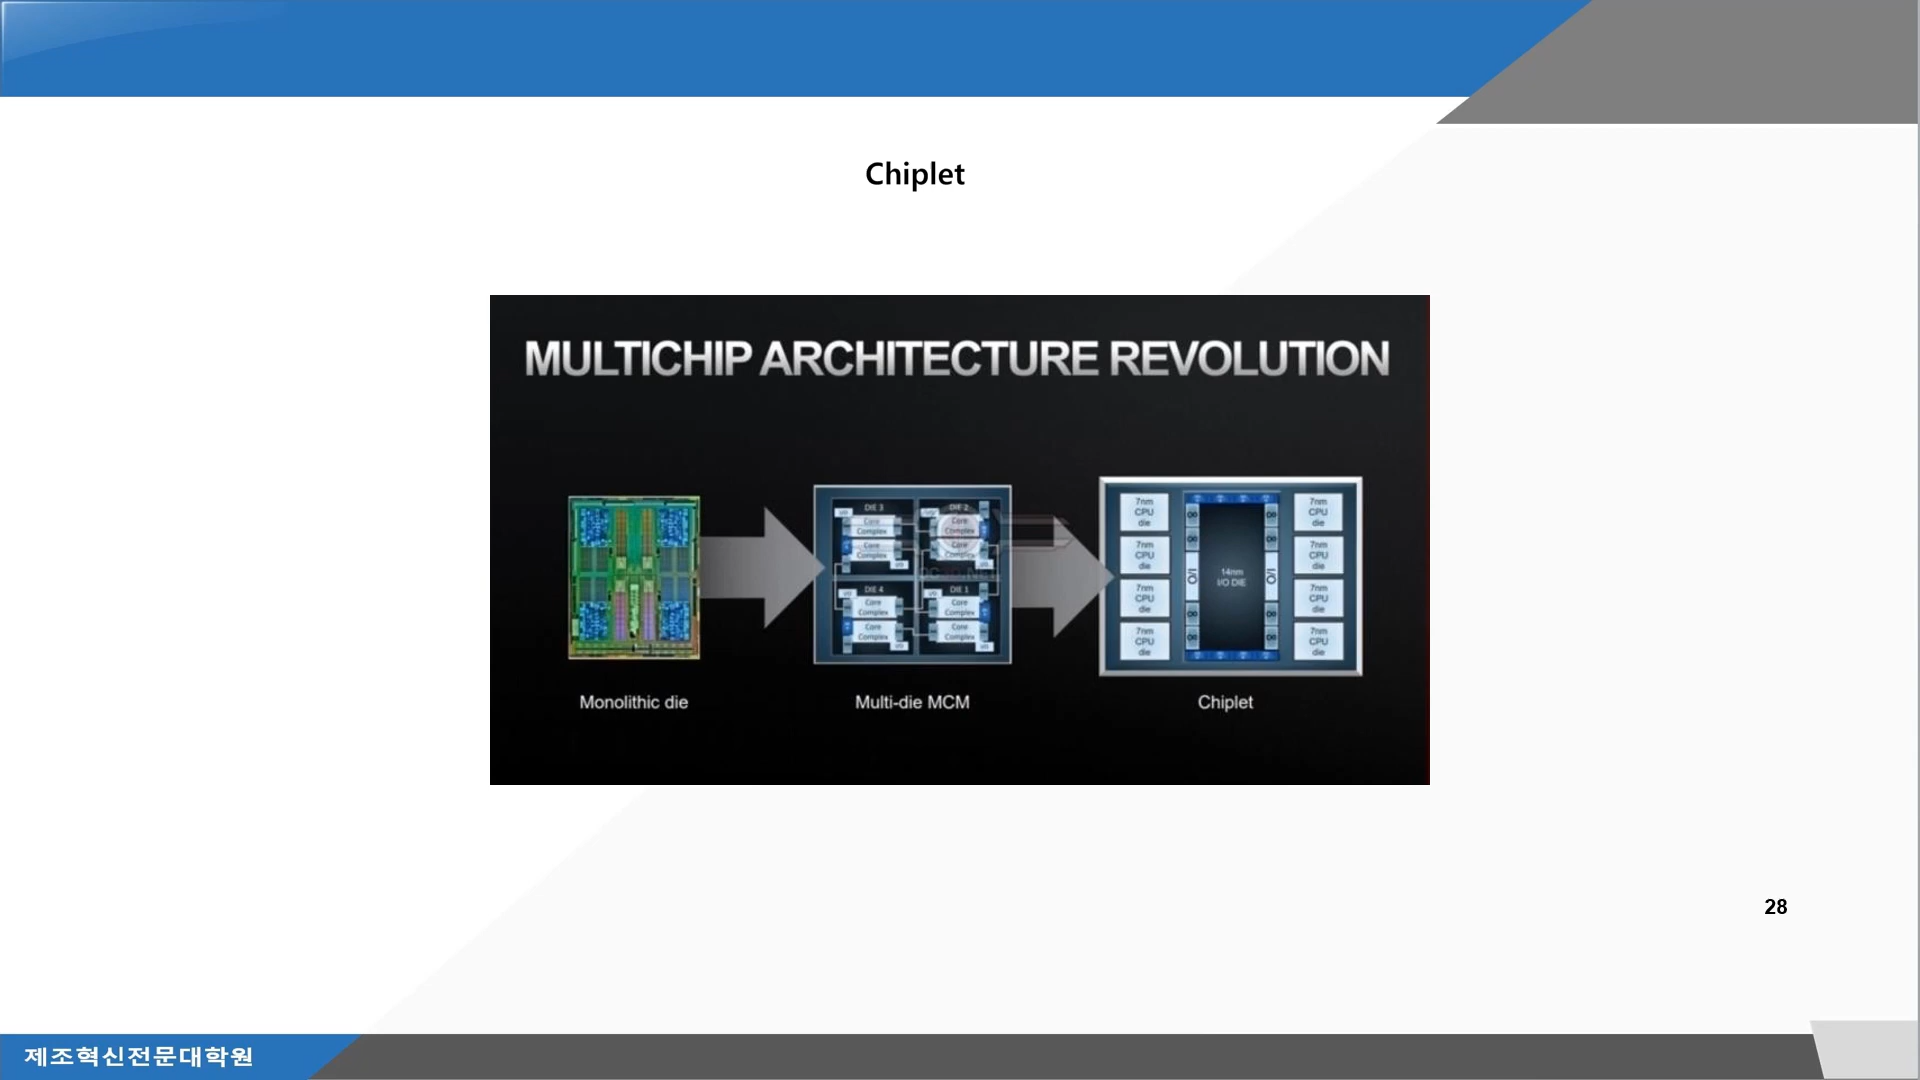 Chiplet
MULTICHIP ARCHITECTURE REVOLUTION
DIE 3
I/O
Core
Complex
Core
Complex
I/O
DIE 2
Core
Complex
Core
Complex
I/O
DIE 4
I/O
Core
Complex
Core
Complex
I/O
DIE 1
I/O
Core
Complex
Core
Complex
I/O
7nm
CPU
die
7nm
CPU
die
7nm
CPU
die
7nm
CPU
die
I/O
14nm
I/O DIE
I/O
7nm
CPU
die
7nm
CPU
die
7nm
CPU
die
7nm
CPU
die
Monolithic die
Multi-die MCM
Chiplet
28
제조혁신전문대학원